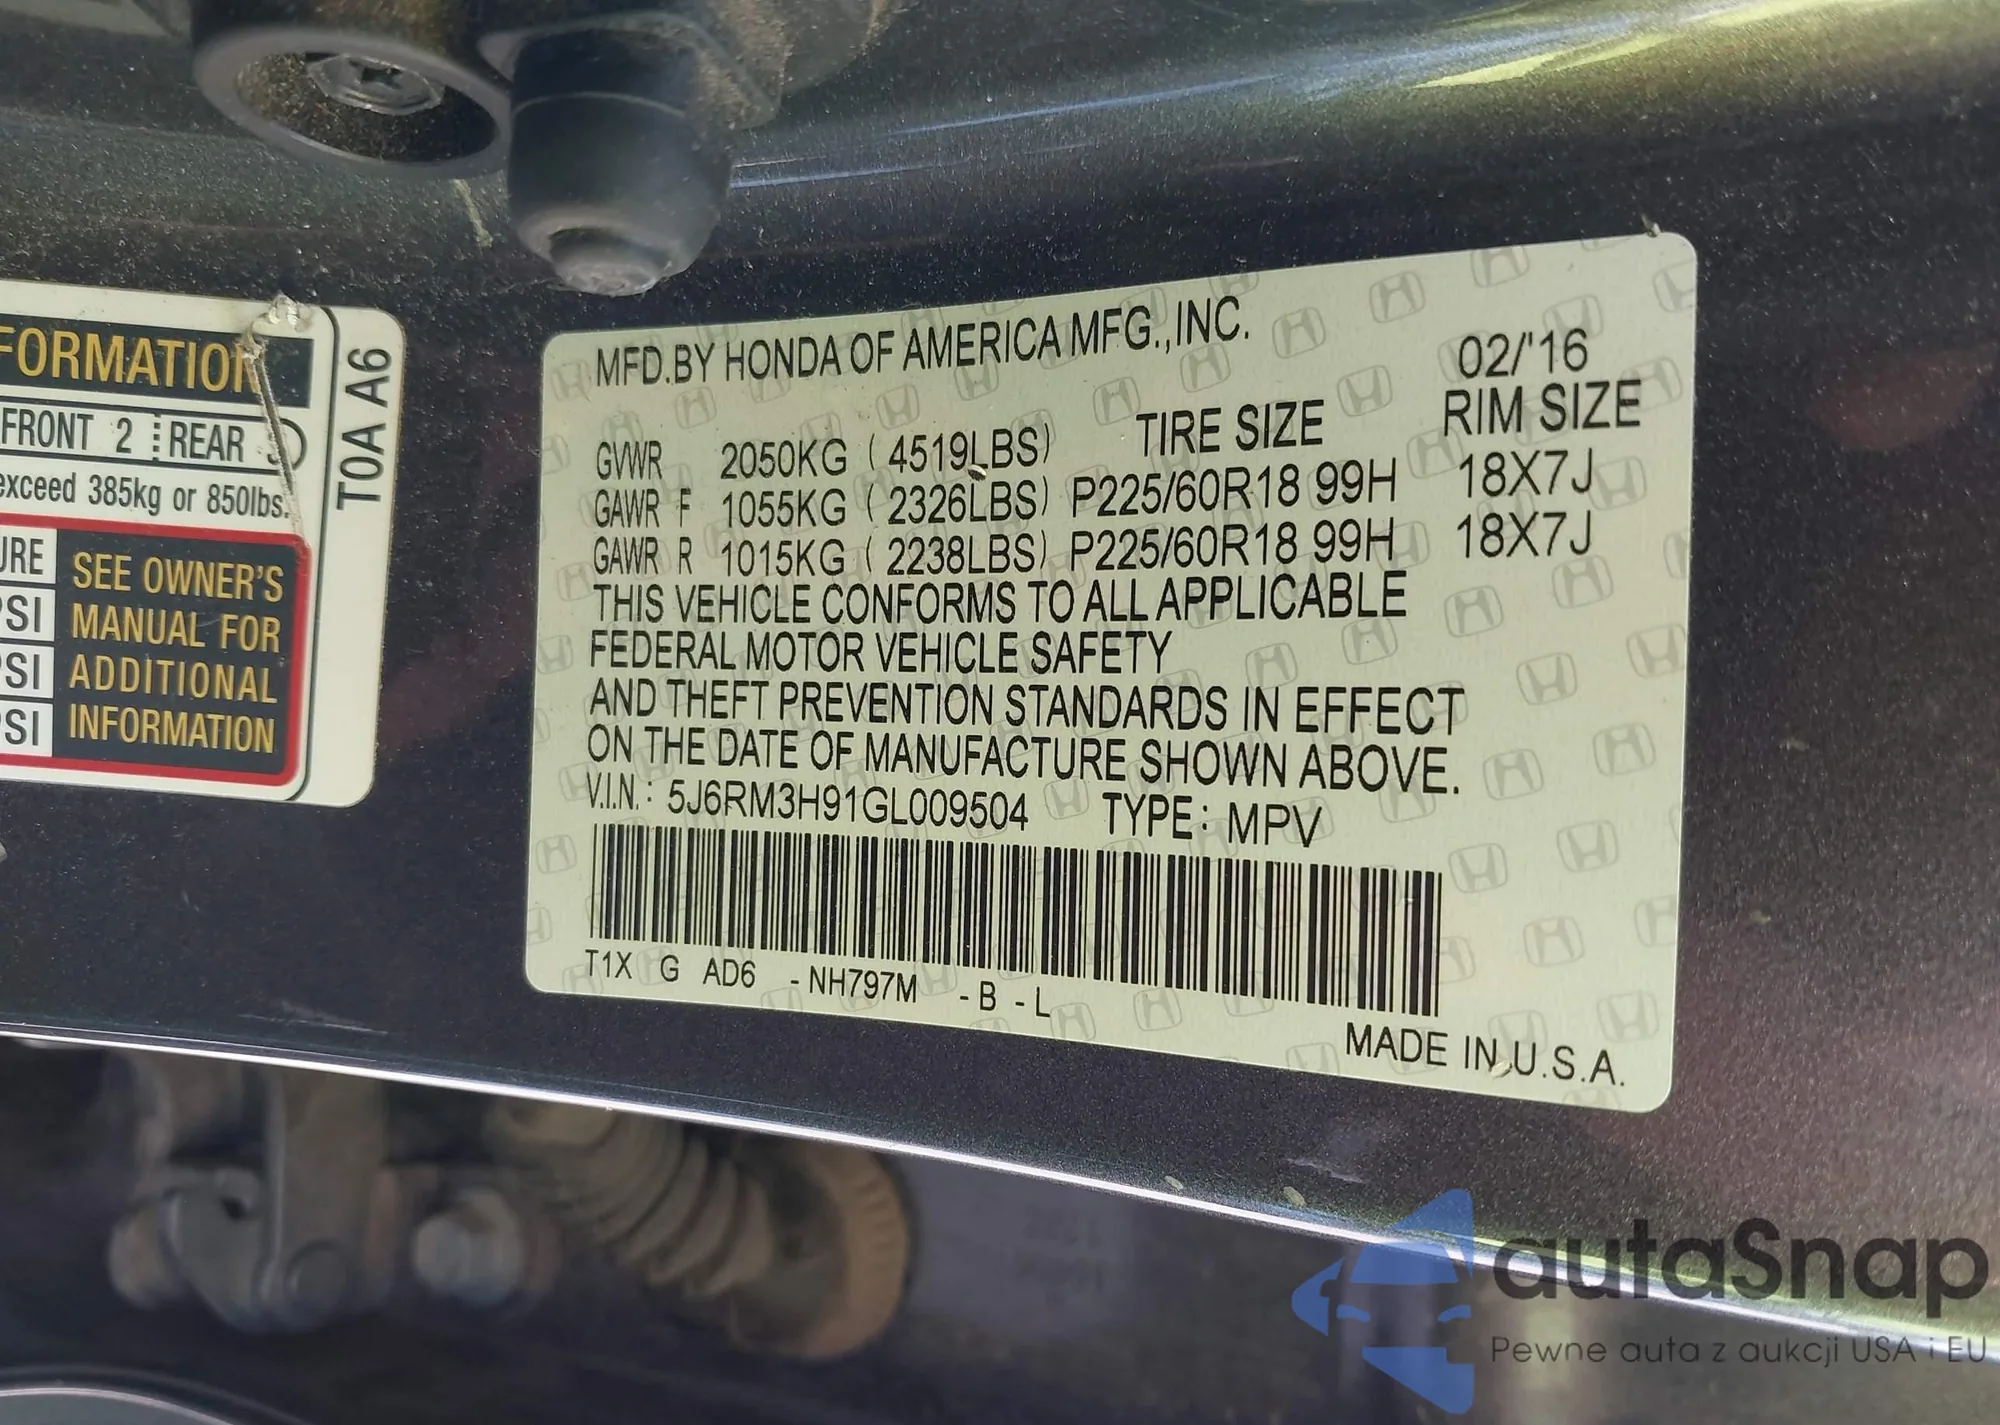 FORMATION
FRONT 2 REAR
exceed 385kg or 850lbs.
URE
PSI
PSI
PSI
SEE OWNER'S
MANUAL FOR
ADDITIONAL
INFORMATION
T0A A6
MFD.BY HONDA OF AMERICA MFG.,INC. 02/'16
TIRE SIZE RIM SIZE
GVWR 2050KG ( 4519LBS)
GAWR F 1055KG ( 2326LBS) P225/60R18 99H 18X7J
GAWR R 1015KG ( 2238LBS) P225/60R18 99H 18X7J
THIS VEHICLE CONFORMS TO ALL APPLICABLE
FEDERAL MOTOR VEHICLE SAFETY
AND THEFT PREVENTION STANDARDS IN EFFECT
ON THE DATE OF MANUFACTURE SHOWN ABOVE.
V.I.N.: 5J6RM3H91GL009504 TYPE: MPV
T1X G AD6 -NH797M -B -L
MADE IN U.S.A.
autaSnap
Pewne auta z aukcji USA i EU